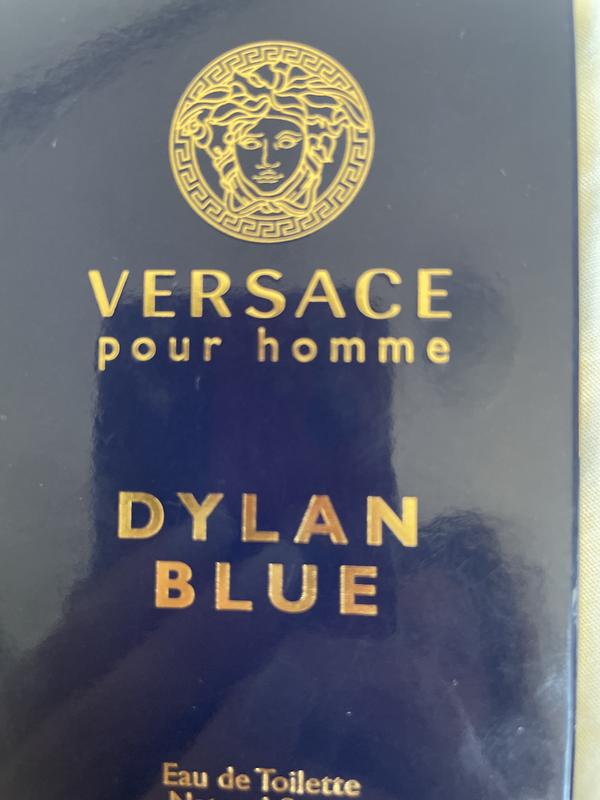 VERSACE
pour homme
DYLAN
BLUE
Eau de Toilette